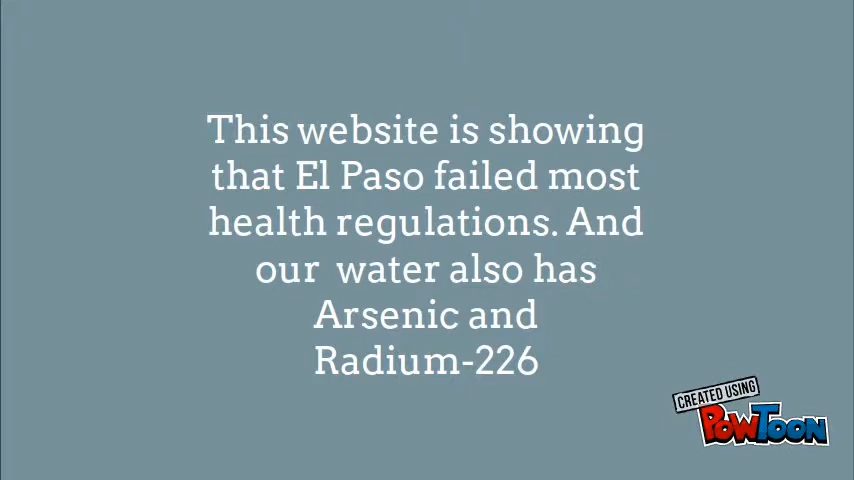 This website is showing
that El Paso failed most
health regulations. And
our  water also has
Arsenic and
Radium-226
CREATED USING
POWTOON